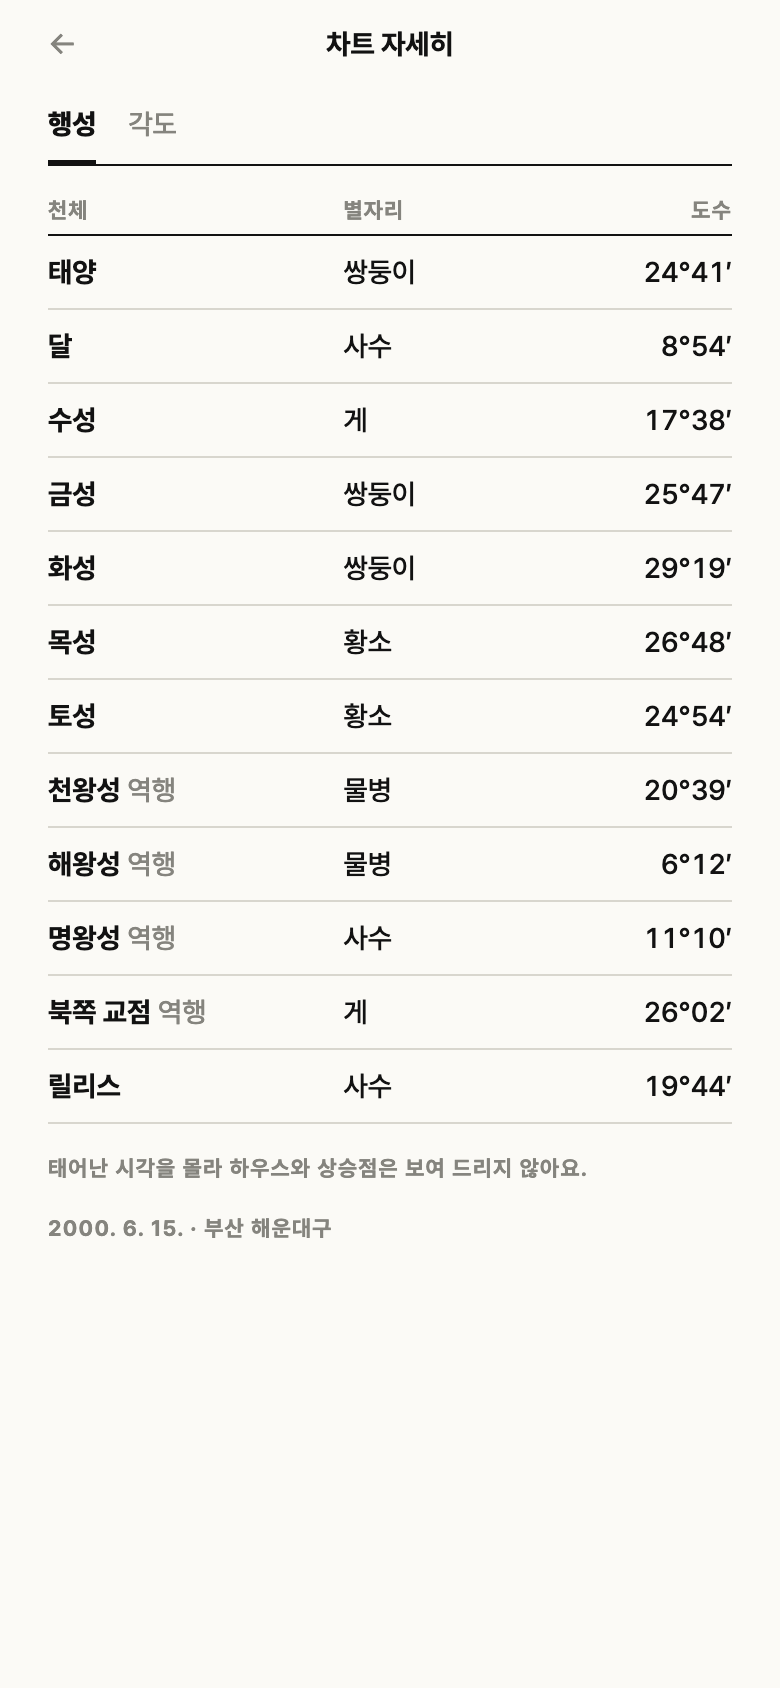 차트 자세히
행성 각도
천체 별자리 도수
태양 쌍둥이 24°41′
달 사수 8°54′
수성 게 17°38′
금성 쌍둥이 25°47′
화성 쌍둥이 29°19′
목성 황소 26°48′
토성 황소 24°54′
천왕성 역행 물병 20°39′
해왕성 역행 물병 6°12′
명왕성 역행 사수 11°10′
북쪽 교점 역행 게 26°02′
릴리스 사수 19°44′
태어난 시각을 몰라 하우스와 상승점은 보여 드리지 않아요.
2000. 6. 15. · 부산 해운대구